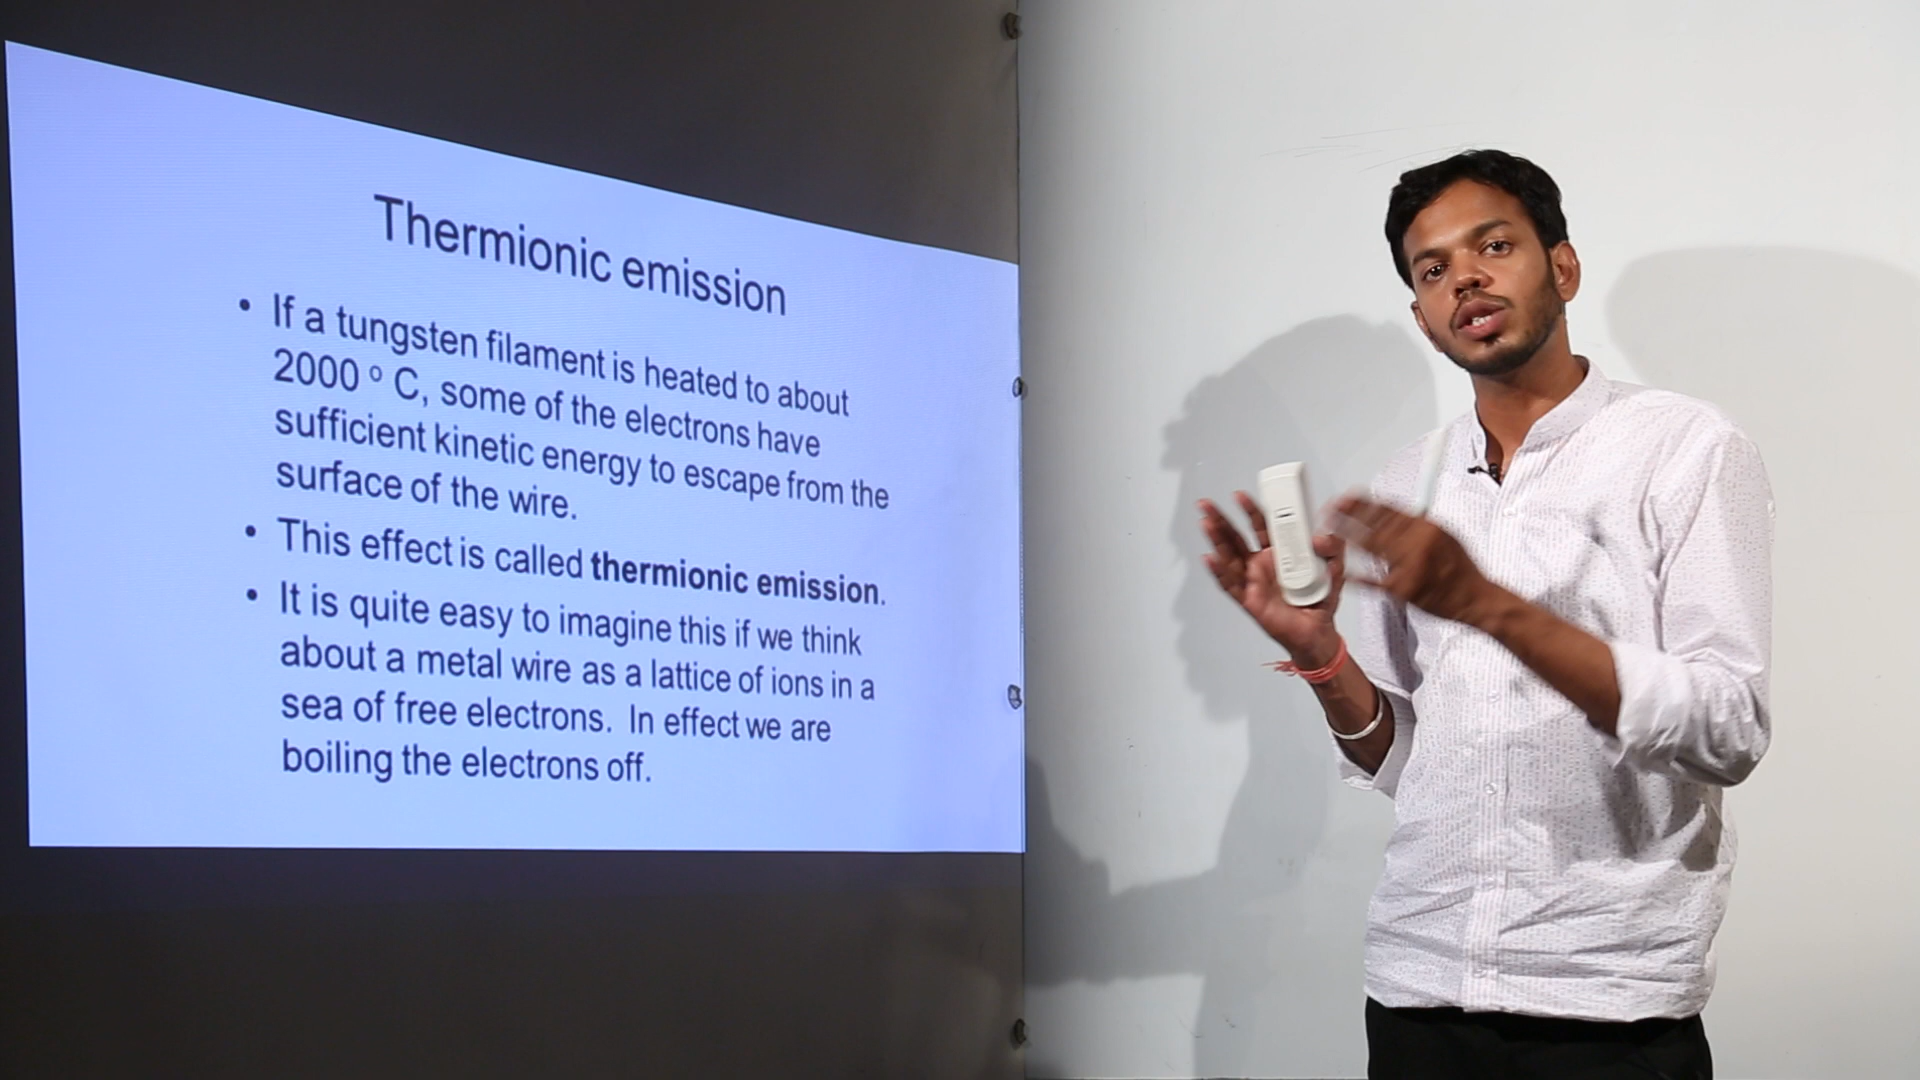 Thermionic emission
• If a tungsten filament is heated to about
2000 º C, some of the electrons have
sufficient kinetic energy to escape from the
surface of the wire.
• This effect is called thermionic emission.
• It is quite easy to imagine this if we think
about a metal wire as a lattice of ions in a
sea of free electrons. In effect we are
boiling the electrons off.